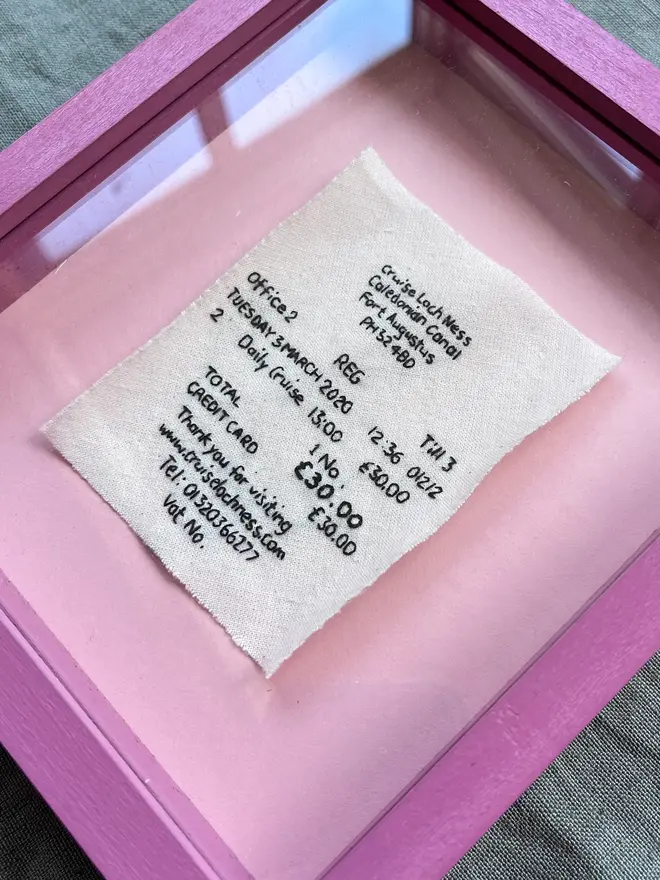 Cruise Loch Ness
Caledonian Canal
Fort Augustus
PH324BD
Office 2 REG Till 3
TUESDAY 3 MARCH 2020 12:36 01212
2 Daily Cruise 13:00 £30.00
1 No.
TOTAL £30.00
CREDIT CARD £30.00
Thank you for visiting
www.cruiselochness.com
Tel: 01320366277
Vat No.